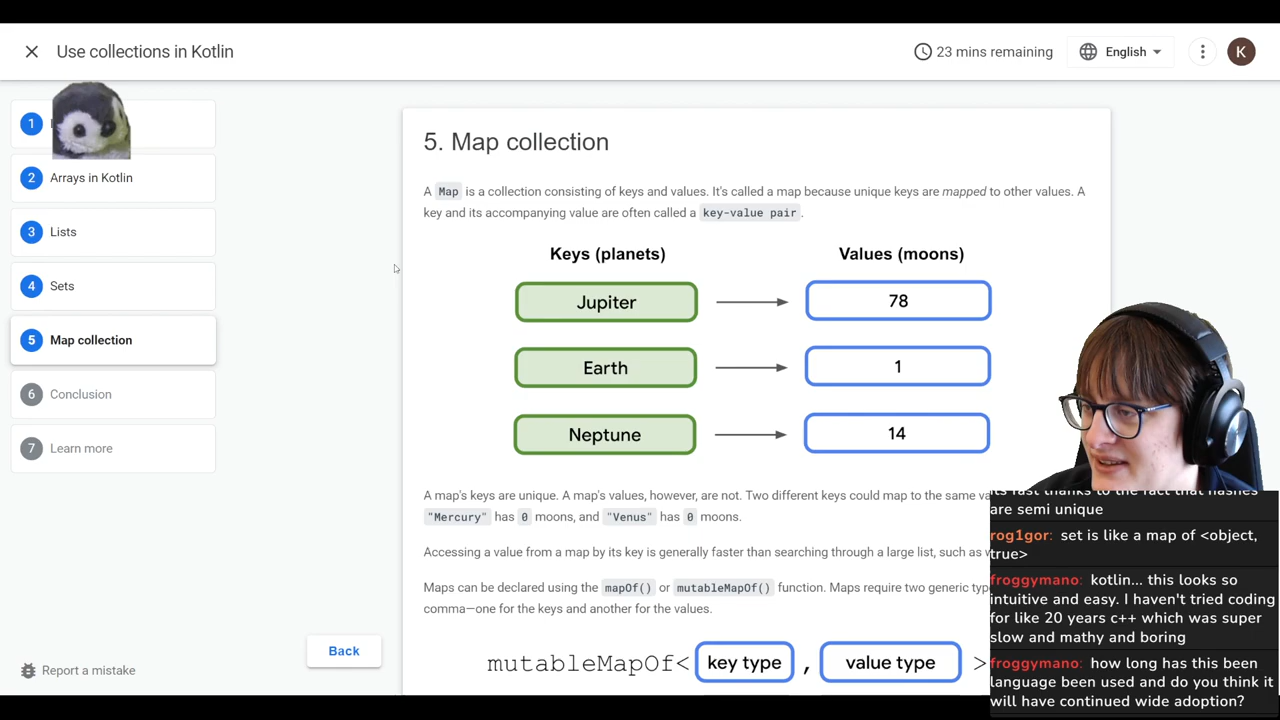 Use collections in Kotlin
23 mins remaining
English
K
1
2 Arrays in Kotlin
3 Lists
4 Sets
5 Map collection
6 Conclusion
7 Learn more
Report a mistake
5. Map collection
A Map is a collection consisting of keys and values. It's called a map because unique keys are mapped to other values. A
key and its accompanying value are often called a key-value pair.
Keys (planets) Values (moons)
Jupiter 78
Earth 1
Neptune 14
A map's keys are unique. A map's values, however, are not. Two different keys could map to the same
"Mercury" has 0 moons, and "Venus" has 0 moons.
Accessing a value from a map by its key is generally faster than searching through a large list, such as
Maps can be declared using the mapOf() or mutableMapOf() function. Maps require two generic
comma—one for the keys and another for the values.
mutableMapOf< key type , value type >
Back
its fast thanks to the fact that hashes
are semi unique
rog1gor: set is like a map of <object,
true>
froggymano: kotlin... this looks so
intuitive and easy. I haven't tried coding
for like 20 years c++ which was super
slow and mathy and boring
froggymano: how long has this been
language been used and do you think it
will have continued wide adoption?